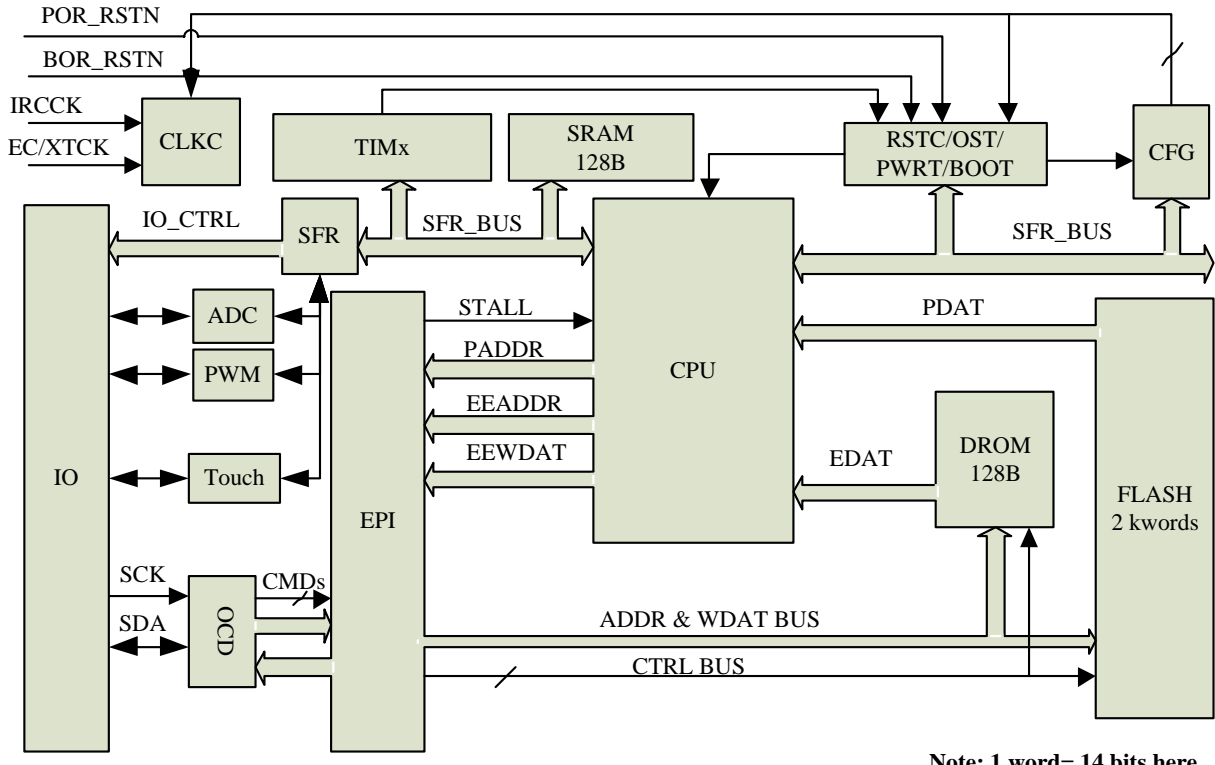 POR_RSTN
BOR_RSTN
IRCCK
EC/XTCK
CLKC
TIMx
SRAM
128B
RSTC/OST/
PWRT/BOOT
CFG
IO_CTRL
SFR
SFR_BUS
SFR_BUS
ADC
PWM
Touch
IO
STALL
PADDR
EEADDR
EEWDAT
CPU
PDAT
EDAT
DROM
128B
FLASH
2 kwords
EPI
SCK
SDA
OCD
CMDs
ADDR & WDAT BUS
CTRL BUS
Note: 1 word= 14 bits here